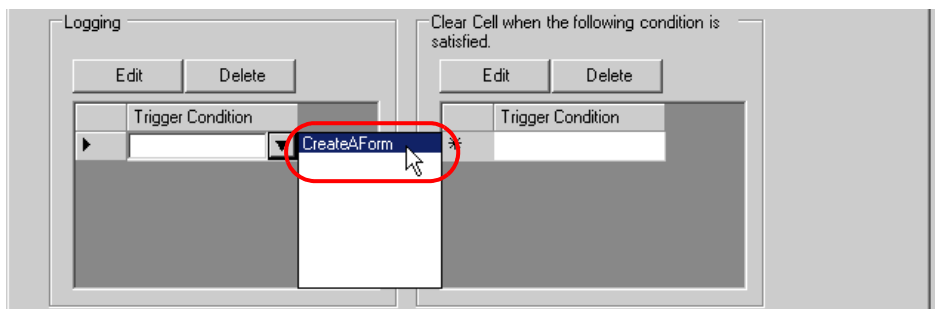 Logging
Edit Delete
Trigger Condition
CreateAForm
Clear Cell when the following condition is
satisfied.
Edit Delete
Trigger Condition